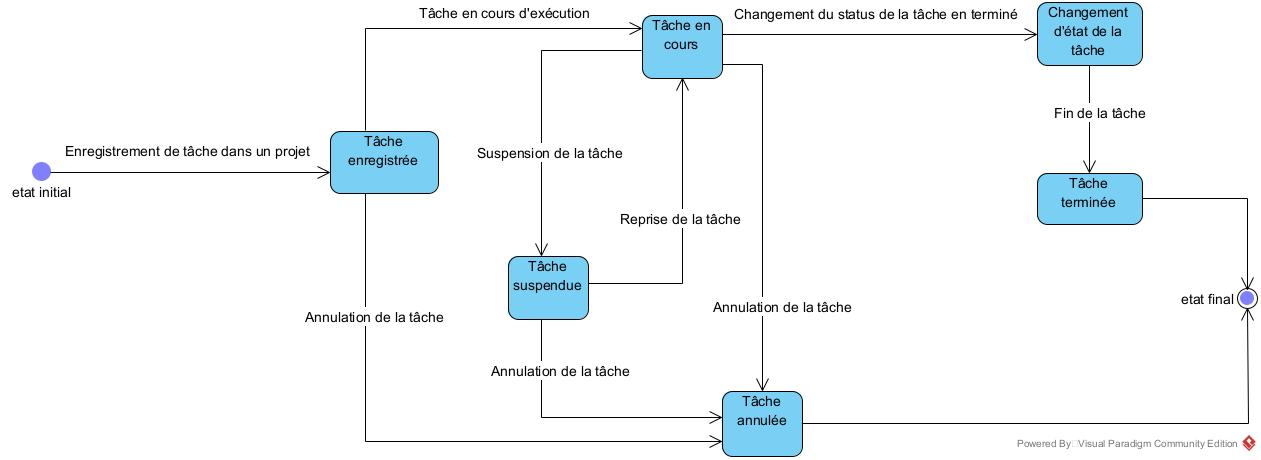 Tâche en cours d'exécution
Changement du status de la tâche en terminé
Tâche en
cours
Changement
d'état de la
tâche
Fin de la tâche
Enregistrement de tâche dans un projet
etat initial
Tâche
enregistrée
Suspension de la tâche
Reprise de la tâche
Tâche
terminée
Tâche
suspendue
etat final
Annulation de la tâche
Annulation de la tâche
Annulation de la tâche
Tâche
annulée
Powered By Visual Paradigm Community Edition